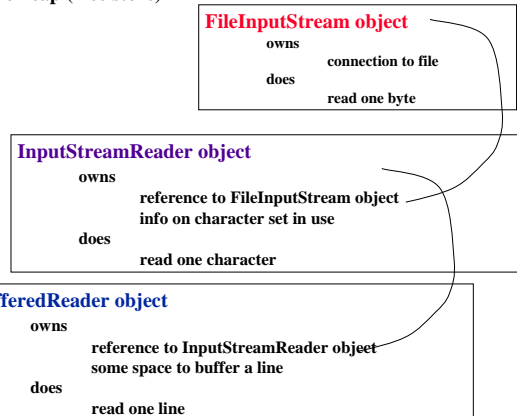 FileInputStream object
owns
connection to file
does
read one byte
InputStreamReader object
owns
reference to FileInputStream object
info on character set in use
does
read one character
fferedReader object
owns
reference to InputStreamReader object
some space to buffer a line
does
read one line